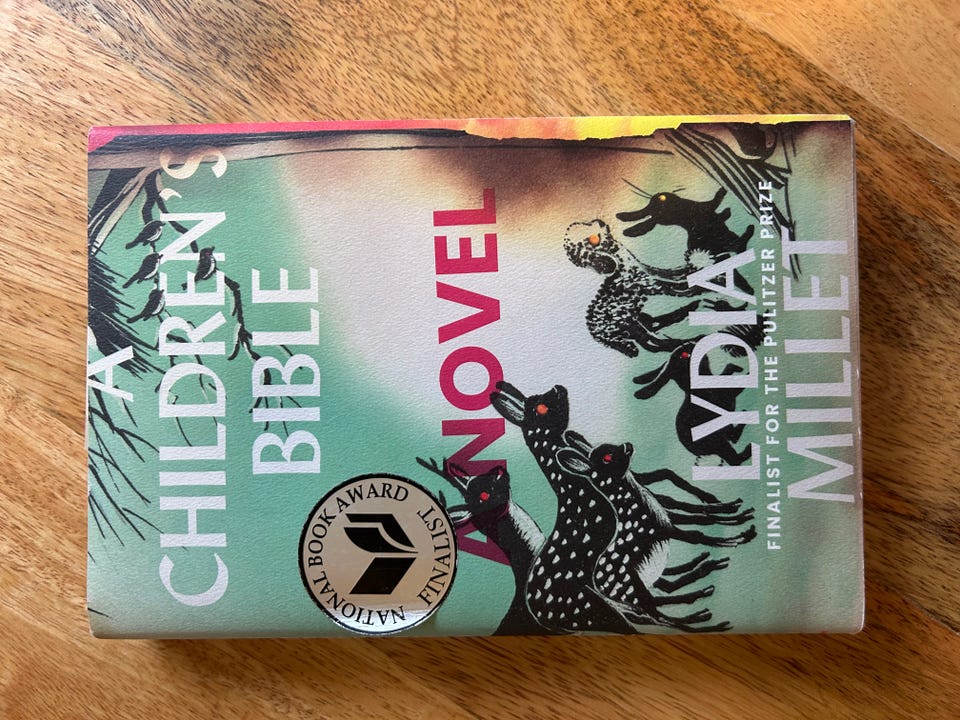 A
CHILDREN'S
BIBLE
NATIONAL BOOK AWARD
FINALIST
A NOVEL
LYDIA
FINALIST FOR THE PULITZER PRIZE
MILLET